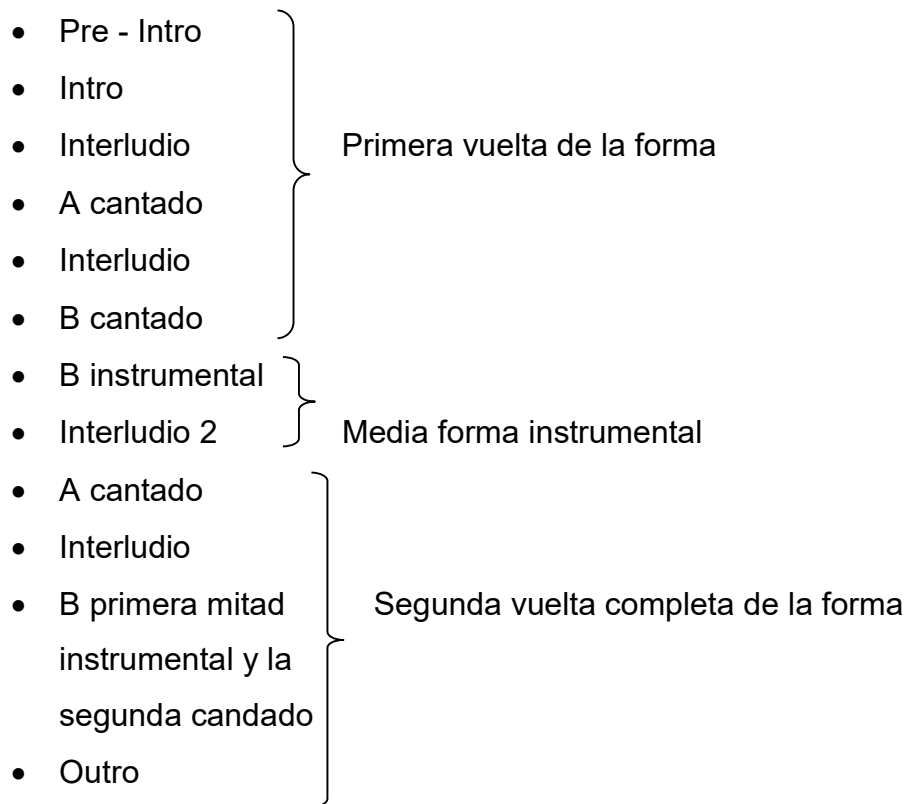 • Pre - Intro
• Intro
• Interludio Primera vuelta de la forma
• A cantado
• Interludio
• B cantado
• B instrumental
• Interludio 2 Media forma instrumental
• A cantado
• Interludio
• B primera mitad Segunda vuelta completa de la forma
instrumental y la
segunda candado
• Outro